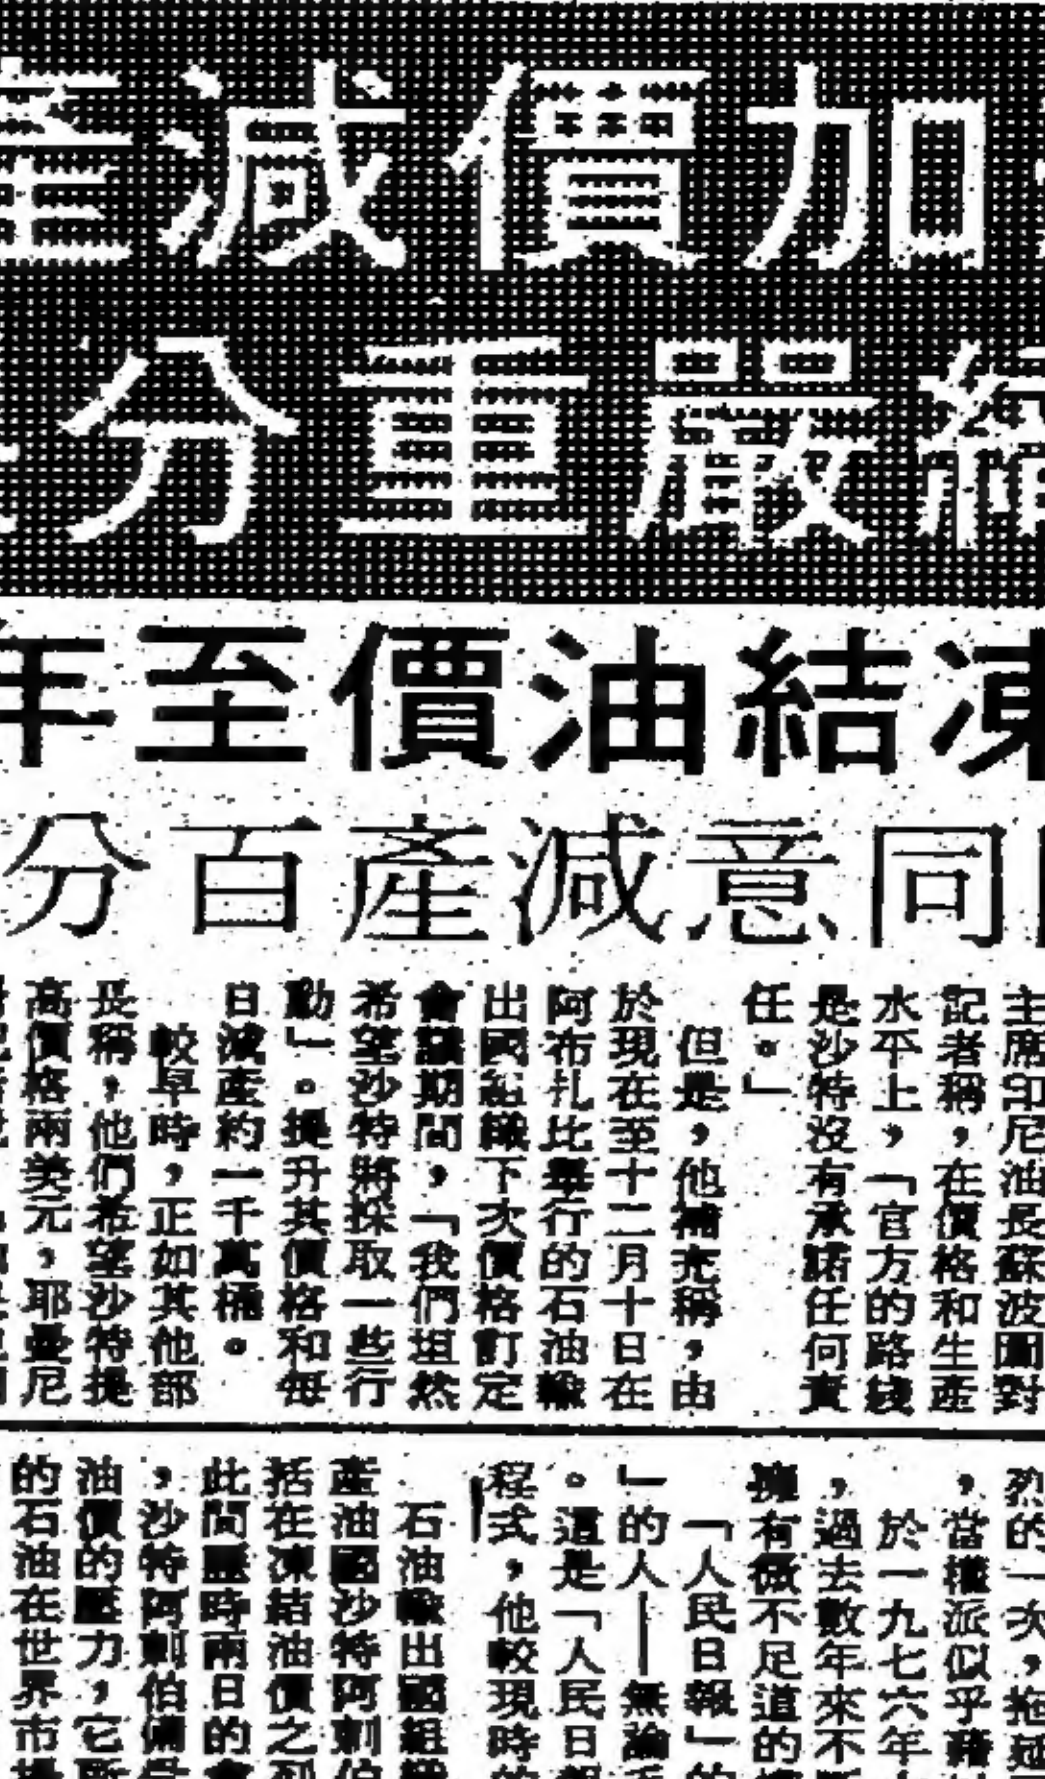 加價減產
嚴重分
凍結油價至年
同意減產百分
主席印尼油長蘇波圖對
記者稱，在價格和生產
水平上，「官方的路綫
是沙特沒有承諾任何責
任。」
但是，他補充稱，由
於現在至十二月十日在
阿布扎比舉行的石油輸
出國組織下次價格訂定
會議期間，「我們坦然
希望沙特將採取一些行
動」。提升其價格和每
日減產約一千萬桶。
較早時，正如其他部
長稱，他們希望沙特提
高價格兩美元，耶曼尼
烈的一次，拖延
，當權派似乎藉
於一九七六年
，過去數年來不
擁有微不足道的
「人民日報」的
」的人——無論
。這是「人民日報
程式，他較現時的
石油輸出國組織
產油國沙特阿剌伯
括在凍結油價之列
此間歷時兩日的會
，沙特阿剌伯備受
油價的壓力，它
的石油在世界市場